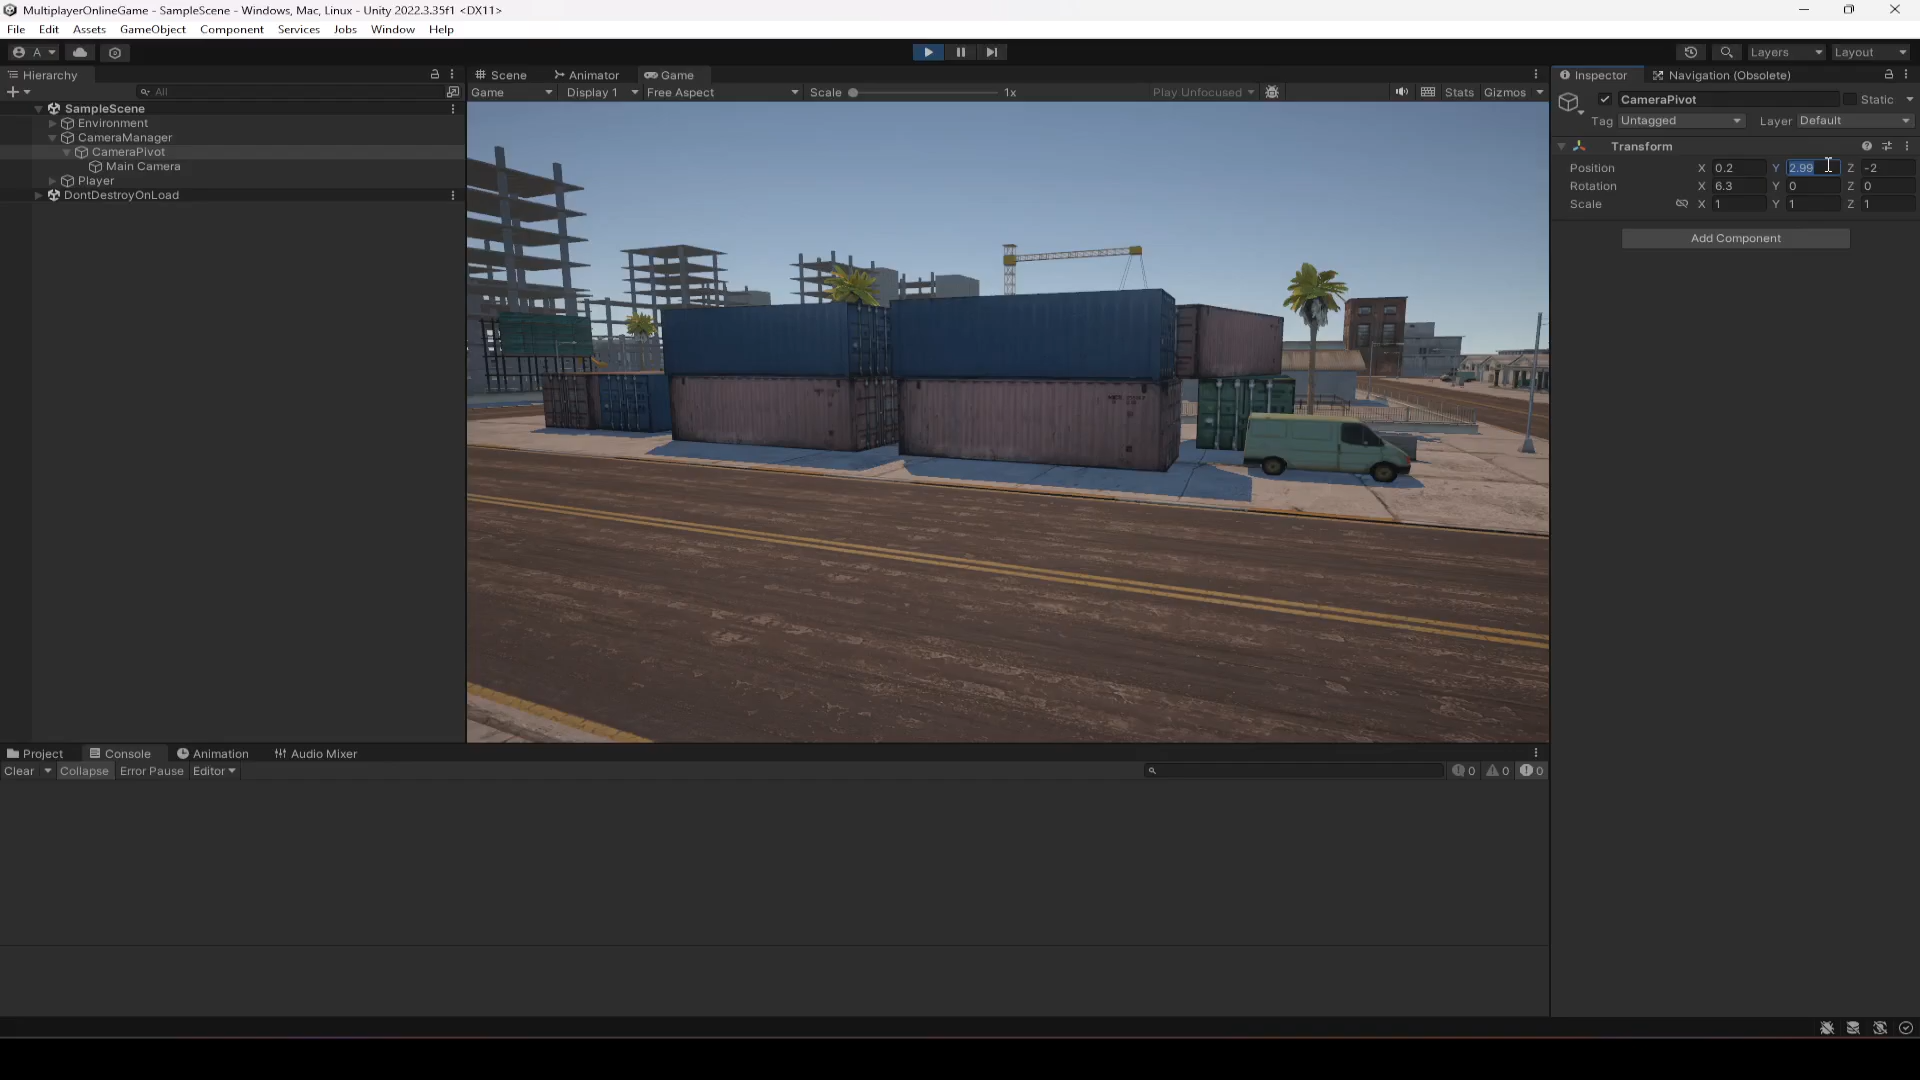 MultiplayerOnlineGame - SampleScene - Windows, Mac, Linux - Unity 2022.3.35f1 <DX11>
File Edit Assets GameObject Component Services Jobs Window Help
A Layers Layout
Hierarchy
All
SampleScene
Environment
CameraManager
CameraPivot
Main Camera
Player
DontDestroyOnLoad
Scene Animator Game
Game Display 1 Free Aspect Scale 1x Play Unfocused Stats Gizmos
Inspector Navigation (Obsolete)
CameraPivot Static
Tag Untagged Layer Default
Transform
Position X 0.2 Y 2.99 Z -2
Rotation X 6.3 Y 0 Z 0
Scale X 1 Y 1 Z 1
Add Component
Project Console Animation Audio Mixer
Clear Collapse Error Pause Editor 0 0 0